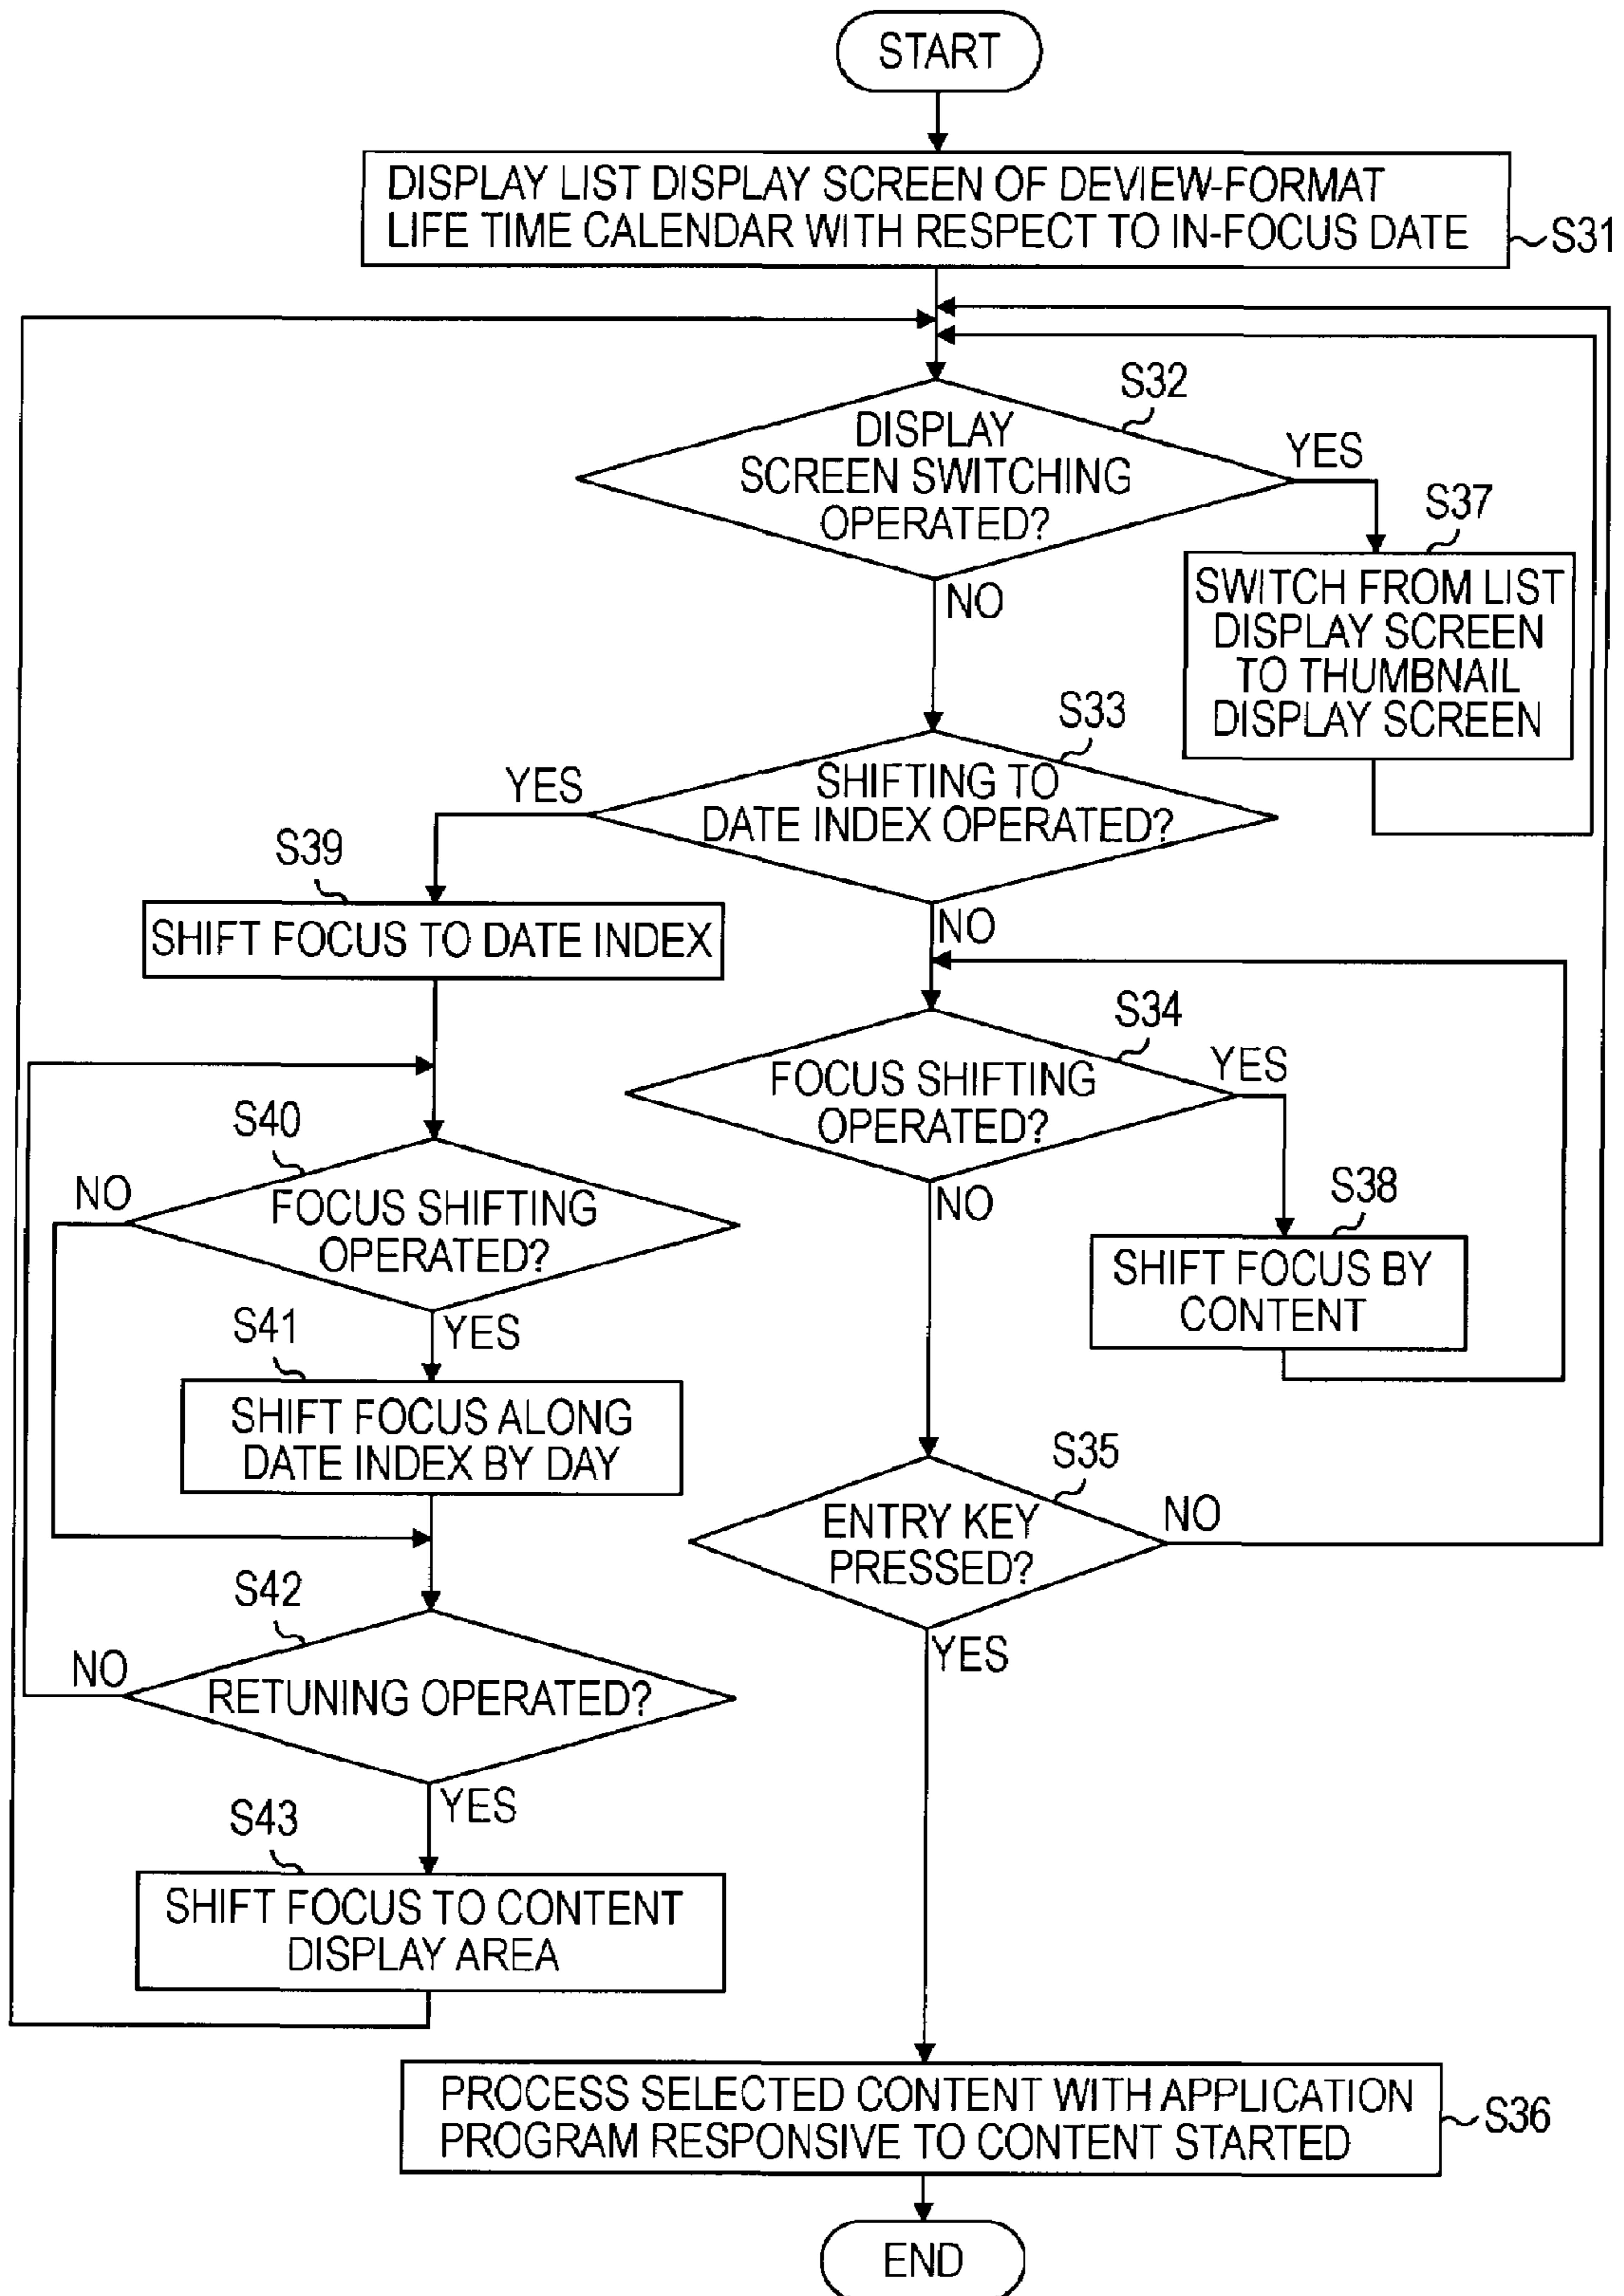 START
DISPLAY LIST DISPLAY SCREEN OF DEVIEW-FORMAT
LIFE TIME CALENDAR WITH RESPECT TO IN-FOCUS DATE
S31
S32
DISPLAY
SCREEN SWITCHING
OPERATED?
YES
NO
S37
SWITCH FROM LIST
DISPLAY SCREEN
TO THUMBNAIL
DISPLAY SCREEN
S33
SHIFTING TO
DATE INDEX OPERATED?
YES
NO
S39
SHIFT FOCUS TO DATE INDEX
S34
FOCUS SHIFTING
OPERATED?
YES
NO
S38
SHIFT FOCUS BY
CONTENT
S40
FOCUS SHIFTING
OPERATED?
NO
YES
S41
SHIFT FOCUS ALONG
DATE INDEX BY DAY
S35
ENTRY KEY
PRESSED?
NO
YES
S42
RETUNING OPERATED?
NO
YES
S43
SHIFT FOCUS TO CONTENT
DISPLAY AREA
PROCESS SELECTED CONTENT WITH APPLICATION
PROGRAM RESPONSIVE TO CONTENT STARTED
S36
END